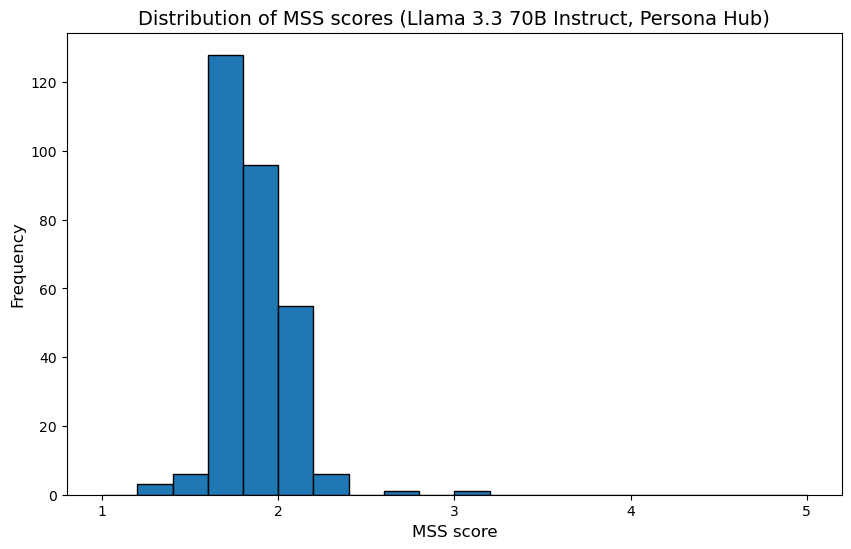 Distribution of MSS scores (Llama 3.3 70B Instruct, Persona Hub)
120
100
80
60
40
20
0
Frequency
1 2 3 4 5
MSS score